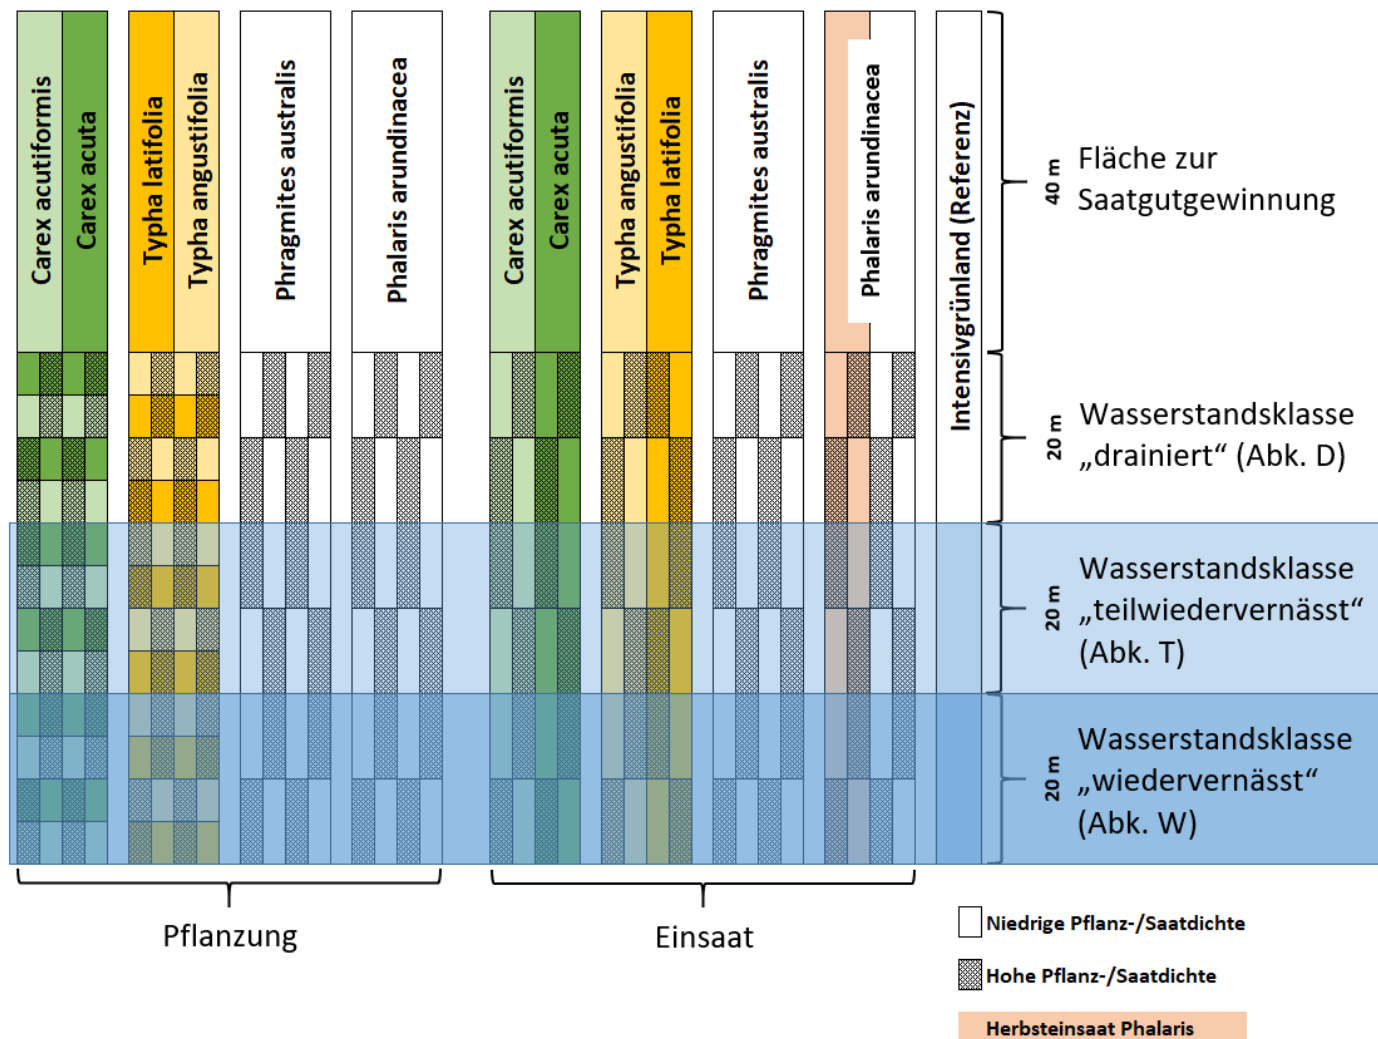 Carex acutiformis
Carex acuta
Typha latifolia
Typha angustifolia
Phragmites australis
Phalaris arundinacea
Carex acutiformis
Carex acuta
Typha angustifolia
Typha latifolia
Phragmites australis
Phalaris arundinacea
Intensivgrünland (Referenz)
40 m
Fläche zur
Saatgutgewinnung
20 m
Wasserstandsklasse
„drainiert“ (Abk. D)
20 m
Wasserstandsklasse
„teilwiedervernässt“
(Abk. T)
20 m
Wasserstandsklasse
„wiedervernässt“
(Abk. W)
Pflanzung
Einsaat
Niedrige Pflanz-/Saatdichte
Hohe Pflanz-/Saatdichte
Herbsteinsaat Phalaris